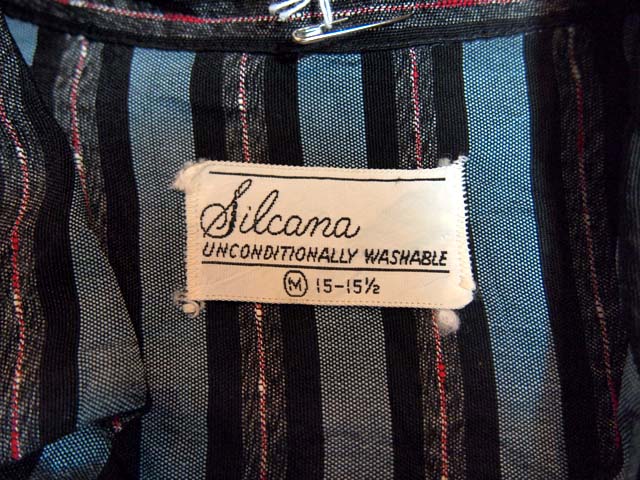 Silcana
UNCONDITIONALLY WASHABLE
M 15-15½